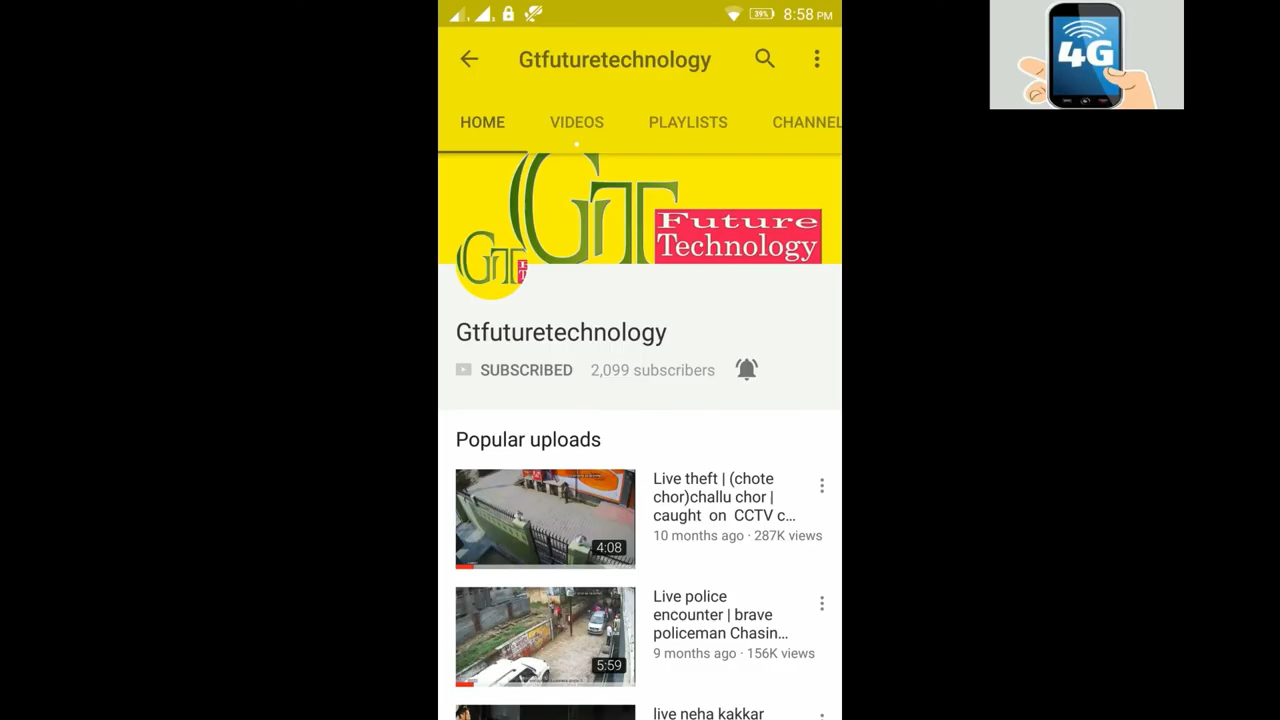 39% 8:58 PM
Gtfuturetechnology
HOME VIDEOS PLAYLISTS CHANNEL
GT Future
Technology
GT
Gtfuturetechnology
SUBSCRIBED 2,099 subscribers
Popular uploads
Live theft | (chote
chor)challu chor |
caught on CCTV c...
10 months ago · 287K views
4:08
Live police
encounter | brave
policeman Chasin...
9 months ago · 156K views
5:59
live neha kakkar
4G